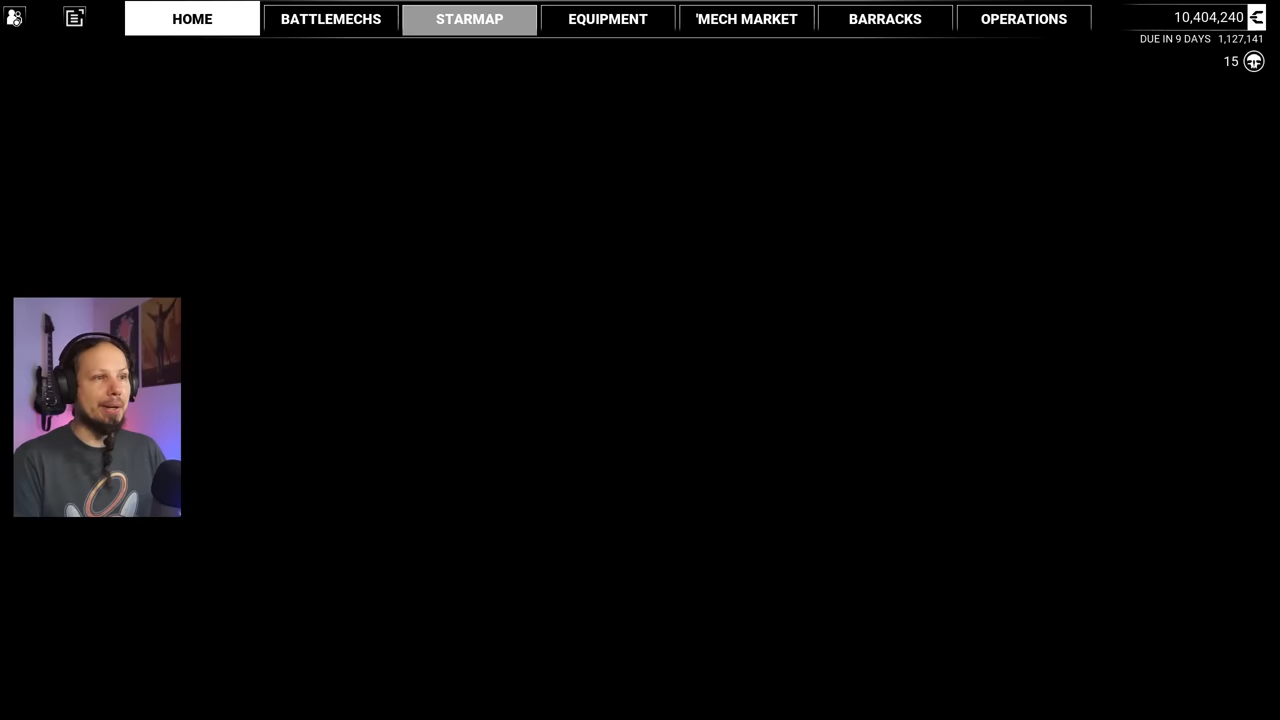 HOME
BATTLEMECHS
STARMAP
EQUIPMENT
'MECH MARKET
BARRACKS
OPERATIONS
10,404,240
DUE IN 9 DAYS 1,127,141
15